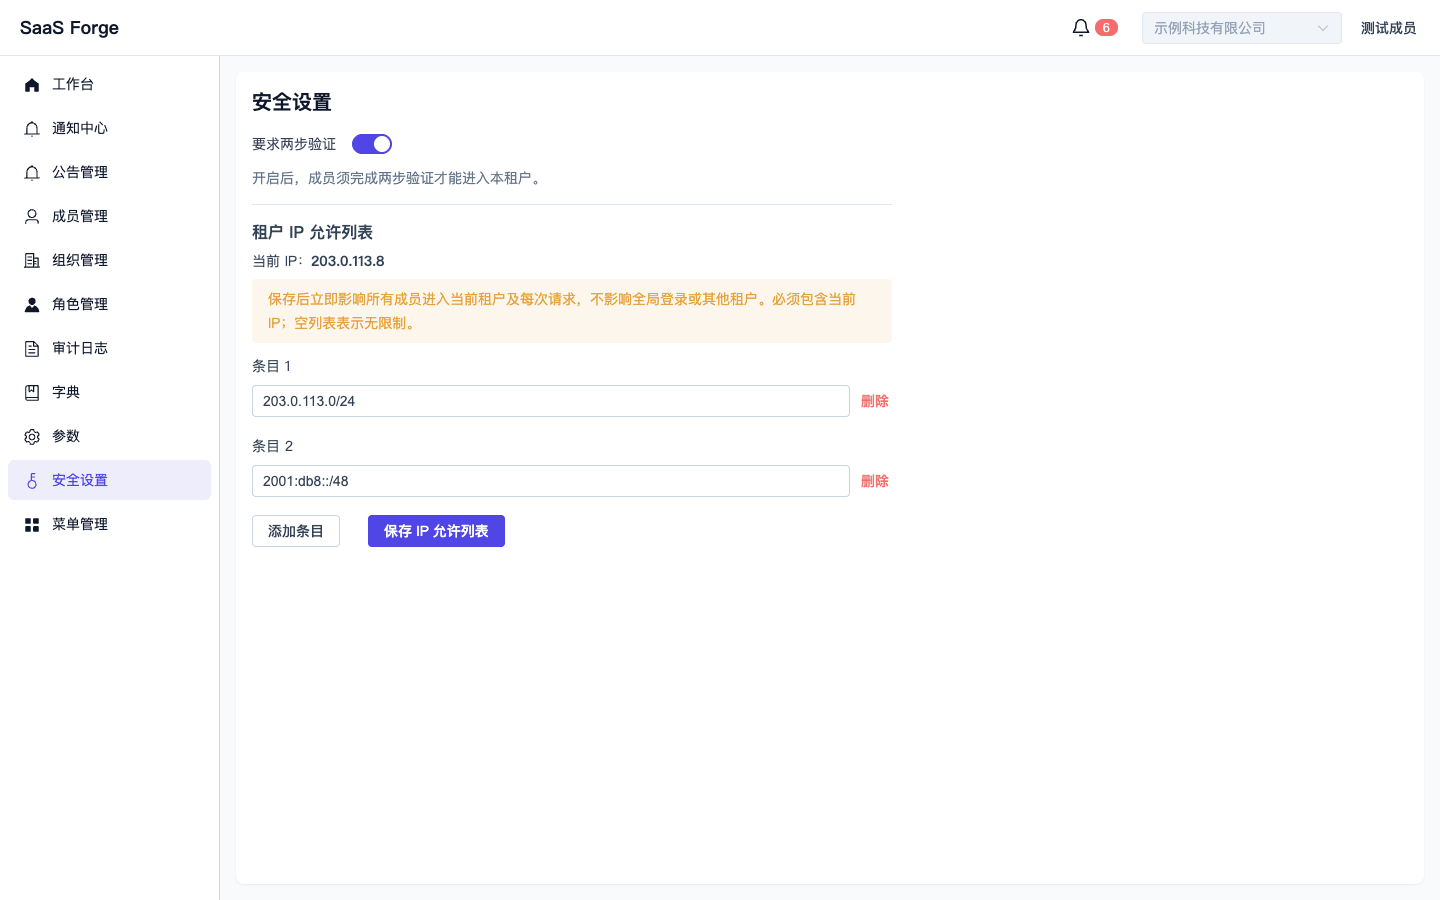 SaaS Forge
6
示例科技有限公司
测试成员
工作台
通知中心
公告管理
成员管理
组织管理
角色管理
审计日志
字典
参数
安全设置
菜单管理
安全设置
要求两步验证
开启后，成员须完成两步验证才能进入本租户。
租户 IP 允许列表
当前 IP：203.0.113.8
保存后立即影响所有成员进入当前租户及每次请求，不影响全局登录或其他租户。必须包含当前
IP；空列表表示无限制。
条目 1
203.0.113.0/24
删除
条目 2
2001:db8::/48
删除
添加条目
保存 IP 允许列表